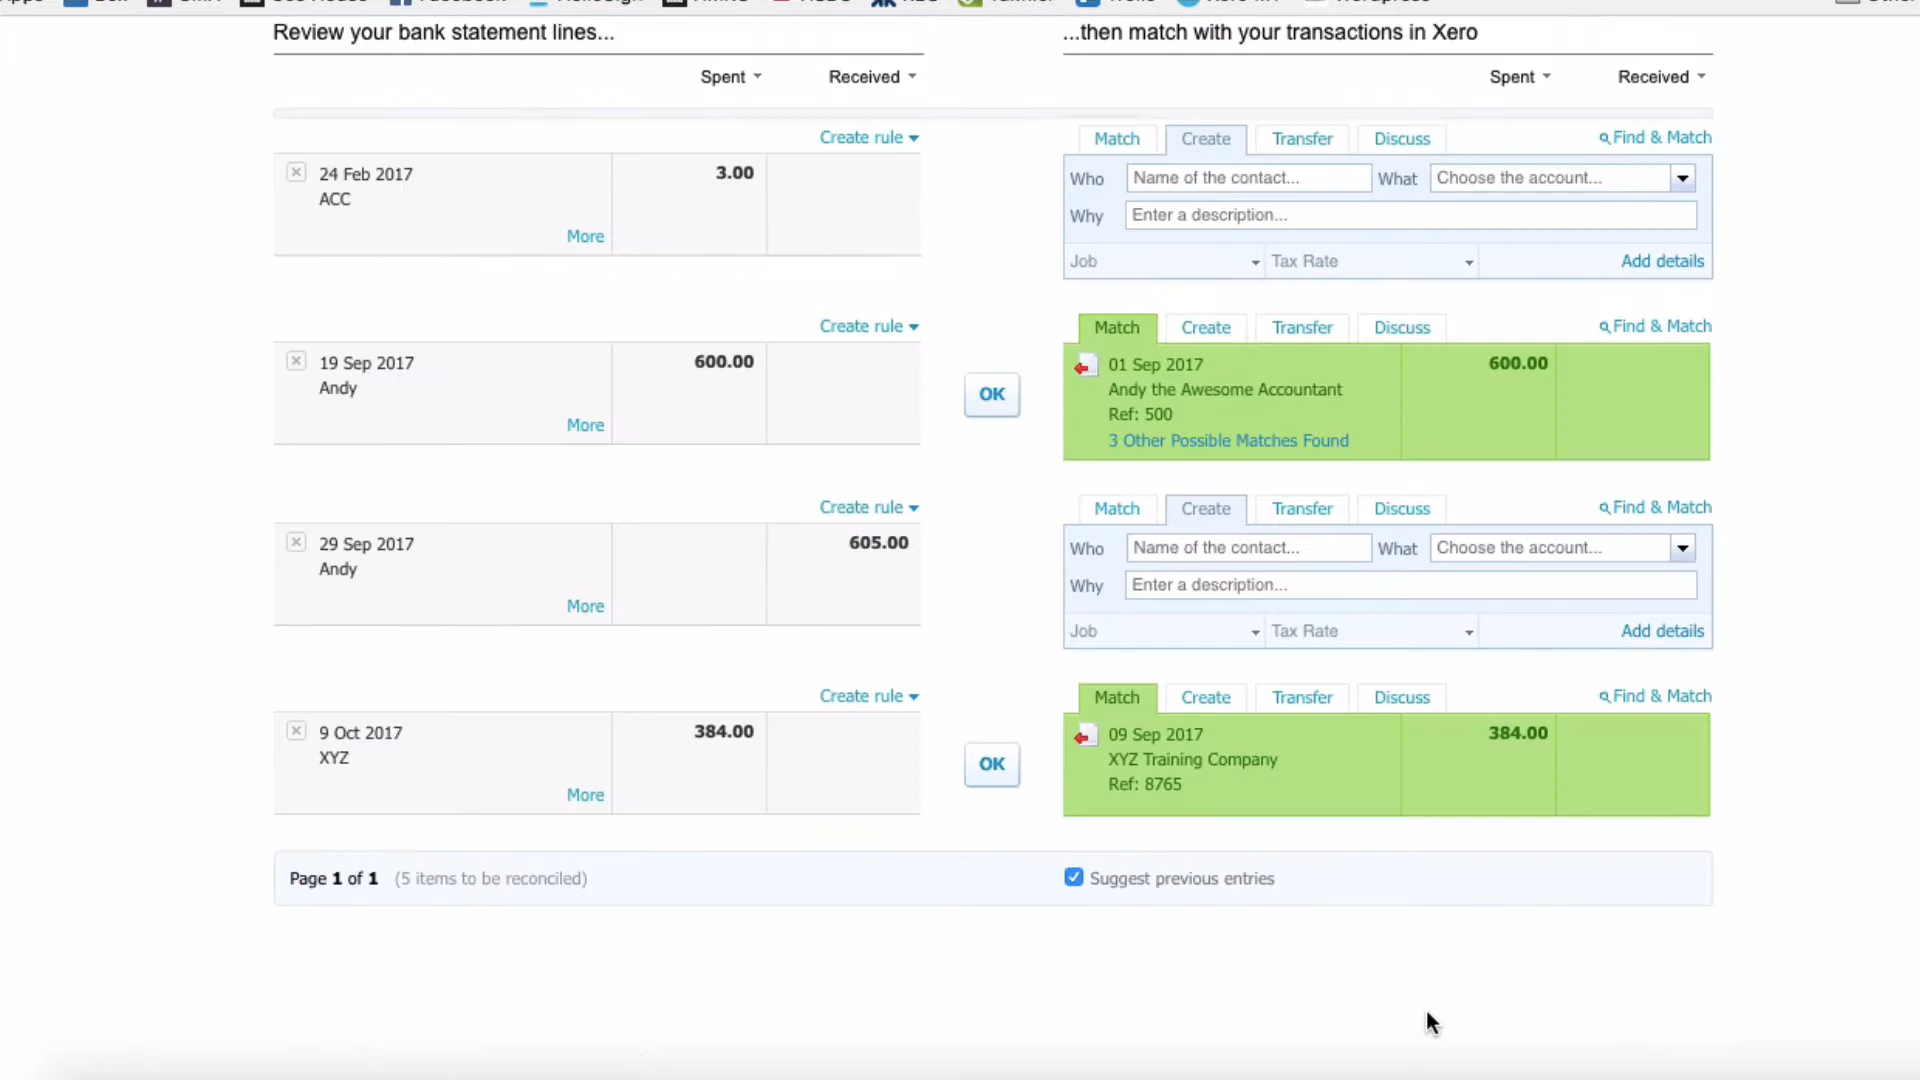 Review your bank statement lines...
...then match with your transactions in Xero
Spent Received
Spent Received
Create rule
Match Create Transfer Discuss Find & Match
24 Feb 2017 3.00
ACC
More
Who Name of the contact... What Choose the account...
Why Enter a description...
Job Tax Rate Add details
Create rule
Match Create Transfer Discuss Find & Match
19 Sep 2017 600.00
Andy
More
OK
01 Sep 2017 600.00
Andy the Awesome Accountant
Ref: 500
3 Other Possible Matches Found
Create rule
Match Create Transfer Discuss Find & Match
29 Sep 2017 605.00
Andy
More
Who Name of the contact... What Choose the account...
Why Enter a description...
Job Tax Rate Add details
Create rule
Match Create Transfer Discuss Find & Match
9 Oct 2017 384.00
XYZ
More
OK
09 Sep 2017 384.00
XYZ Training Company
Ref: 8765
Page 1 of 1 (5 items to be reconciled)
Suggest previous entries